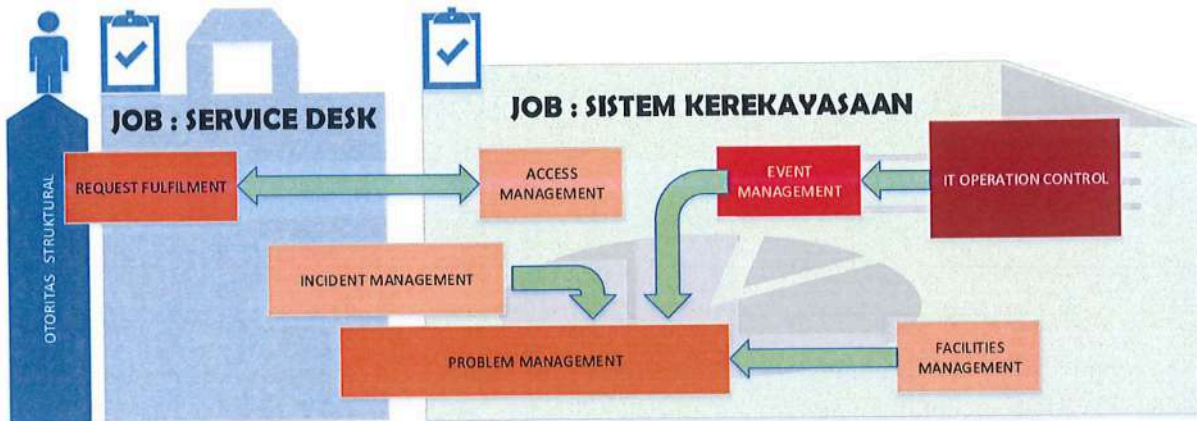 JOB : SERVICE DESK
JOB : SISTEM KEREKAYASAAN
OTORITAS STRUKTURAL
REQUEST FULFILMENT
ACCESS
MANAGEMENT
EVENT
MANAGEMENT
IT OPERATION CONTROL
INCIDENT MANAGEMENT
PROBLEM MANAGEMENT
FACILITIES
MANAGEMENT